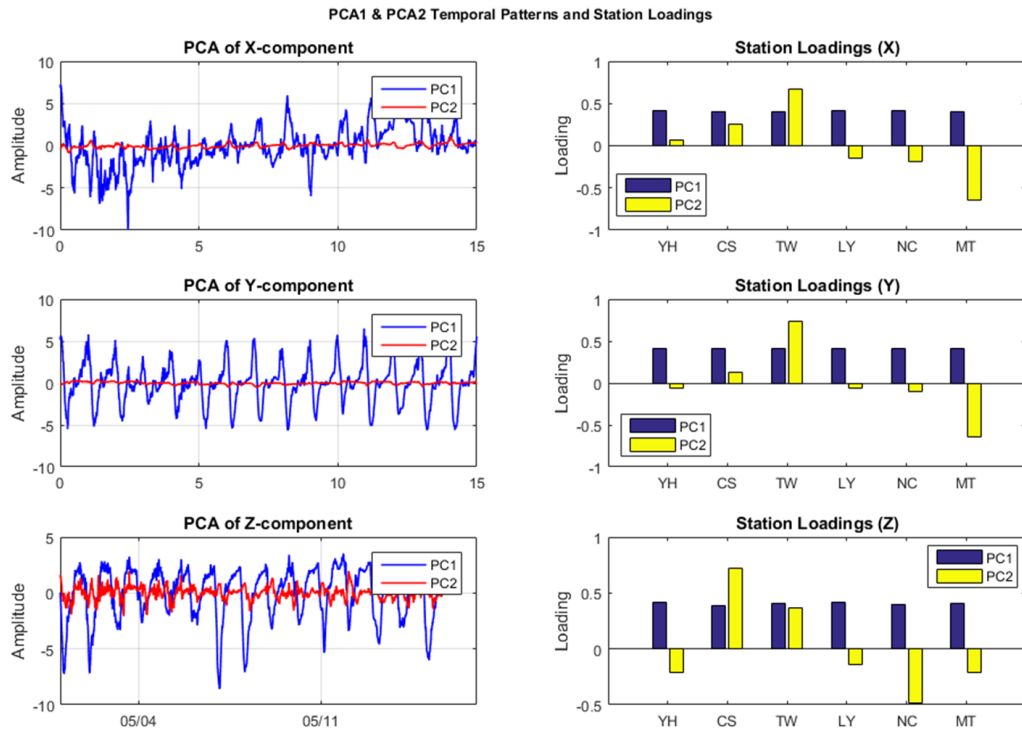 PCA1 & PCA2 Temporal Patterns and Station Loadings
PCA of X-component
Amplitude
10
5
0
-5
-10
0 5 10 15
PC1
PC2
Station Loadings (X)
Loading
1
0.5
0
-0.5
-1
PC1
PC2
YH CS TW LY NC MT
PCA of Y-component
Amplitude
10
5
0
-5
-10
0 5 10 15
PC1
PC2
Station Loadings (Y)
Loading
1
0.5
0
-0.5
-1
PC1
PC2
YH CS TW LY NC MT
PCA of Z-component
Amplitude
5
0
-5
-10
05/04 05/11
PC1
PC2
Station Loadings (Z)
Loading
1
0.5
0
-0.5
PC1
PC2
YH CS TW LY NC MT